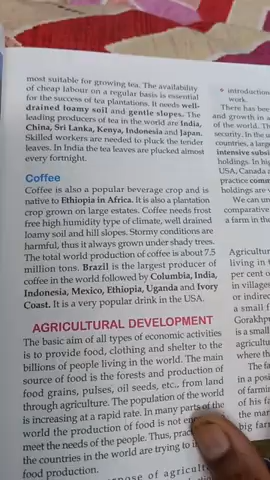 most suitable for growing tea. The availability
of cheap labour on a regular basis is essential
for the success of tea plantations. It needs well-
drained loamy soil and gentle slopes. The
leading producers of tea in the world are India,
China, Sri Lanka, Kenya, Indonesia and Japan.
Skilled workers are needed to pluck the tender
leaves. In India the tea leaves are plucked almost
every fortnight.
Coffee
Coffee is also a popular beverage crop and is
native to Ethiopia in Africa. It is also a plantation
crop grown on large estates. Coffee needs frost
free high humidity type of climate, well drained
loamy soil and hill slopes. Stormy conditions are
harmful, thus it always grown under shady trees.
The total world production of coffee is about 7.5
million tons. Brazil is the largest producer of
coffee in the world followed by Columbia, India,
Indonesia, Mexico, Ethiopia, Uganda and Ivory
Coast. It is a very popular drink in the USA.
AGRICULTURAL DEVELOPMENT
The basic aim of all types of economic activities
is to provide food, clothing and shelter to the
billions of people living in the world. The main
source of food is the forests and production of
food grains, pulses, oil seeds, etc., from land
through agriculture. The population of the world
is increasing at a rapid rate. In many parts of the
world the production of food is not
meet the needs of the people. Thus,
the countries in the world are trying to
food production.
of
• introduction
work.
There has bee
and growth in a
of the world. Th
security. In the u
countries, a large
intensive subsi
holdings. In big
USA, Canada
practice comm
holdings are
We can un
comparative
a farm in the
Agricultur
living in t
per cent o
in villages
or indirec
a small f
Gorakhpu
is a small
agricultu
where th
The fa
in a posi
of farmin
of his fa
the mar
big far